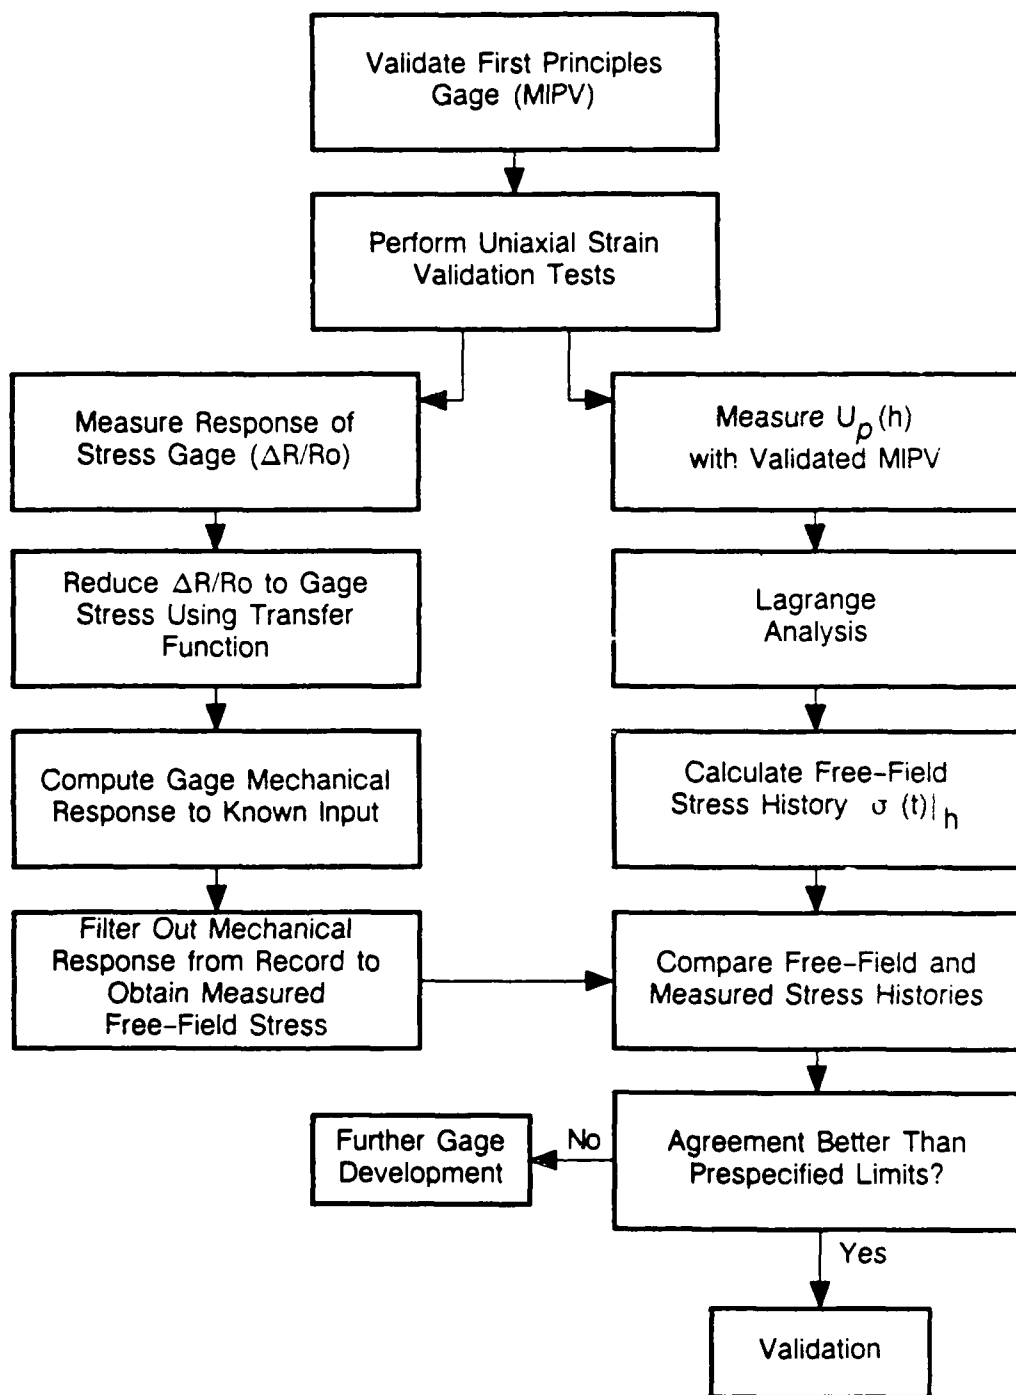 Validate First Principles
Gage (MIPV)
Perform Uniaxial Strain
Validation Tests
Measure Response of
Stress Gage (ΔR/Ro)
Measure Up(h)
with Validated MIPV
Reduce ΔR/Ro to Gage
Stress Using Transfer
Function
Lagrange
Analysis
Compute Gage Mechanical
Response to Known Input
Calculate Free-Field
Stress History σ (t)|h
Filter Out Mechanical
Response from Record to
Obtain Measured
Free-Field Stress
Compare Free-Field and
Measured Stress Histories
Further Gage
Development
No
Agreement Better Than
Prespecified Limits?
Yes
Validation